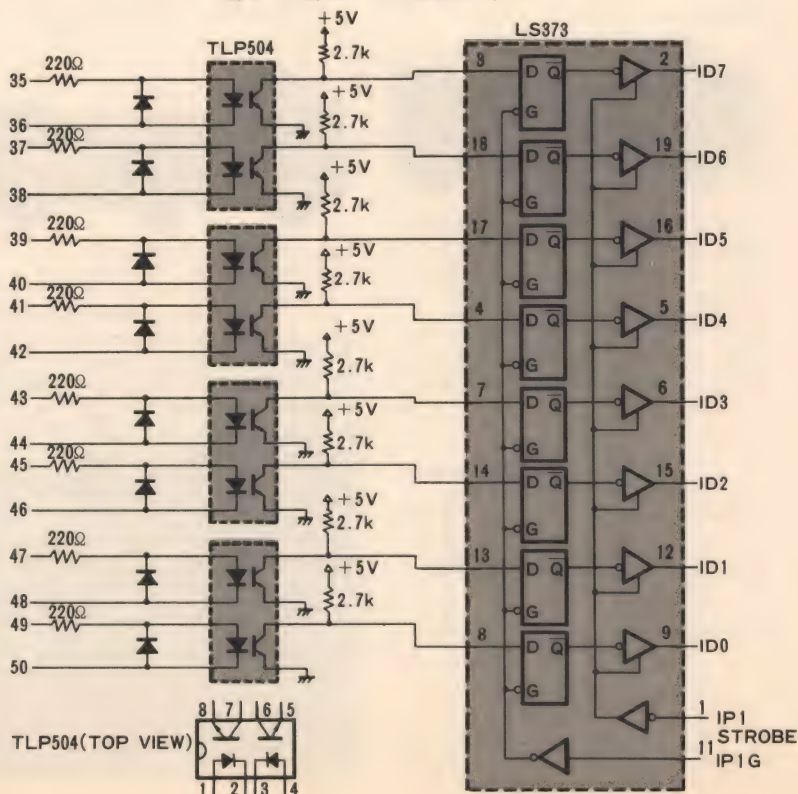 +5V LS373
TLP504 2.7k
35 220Ω 3 D Q̅ 2 ID7
+5V
36 2.7k G
37 220Ω 18 D Q̅ 19 ID6
+5V
38 2.7k G
39 220Ω 17 D Q̅ 16 ID5
+5V
40 2.7k G
41 220Ω 4 D Q̅ 5 ID4
+5V
42 2.7k G
43 220Ω 7 D Q̅ 6 ID3
+5V
44 2.7k G
45 220Ω 14 D Q̅ 15 ID2
+5V
46 2.7k G
47 220Ω 13 D Q̅ 12 ID1
+5V
48 2.7k G
49 220Ω 8 D Q̅ 9 ID0
50 G
8 7 6 5
TLP504(TOP VIEW)
1 2 3 4
1 IP1
STROBE
11 IP1G